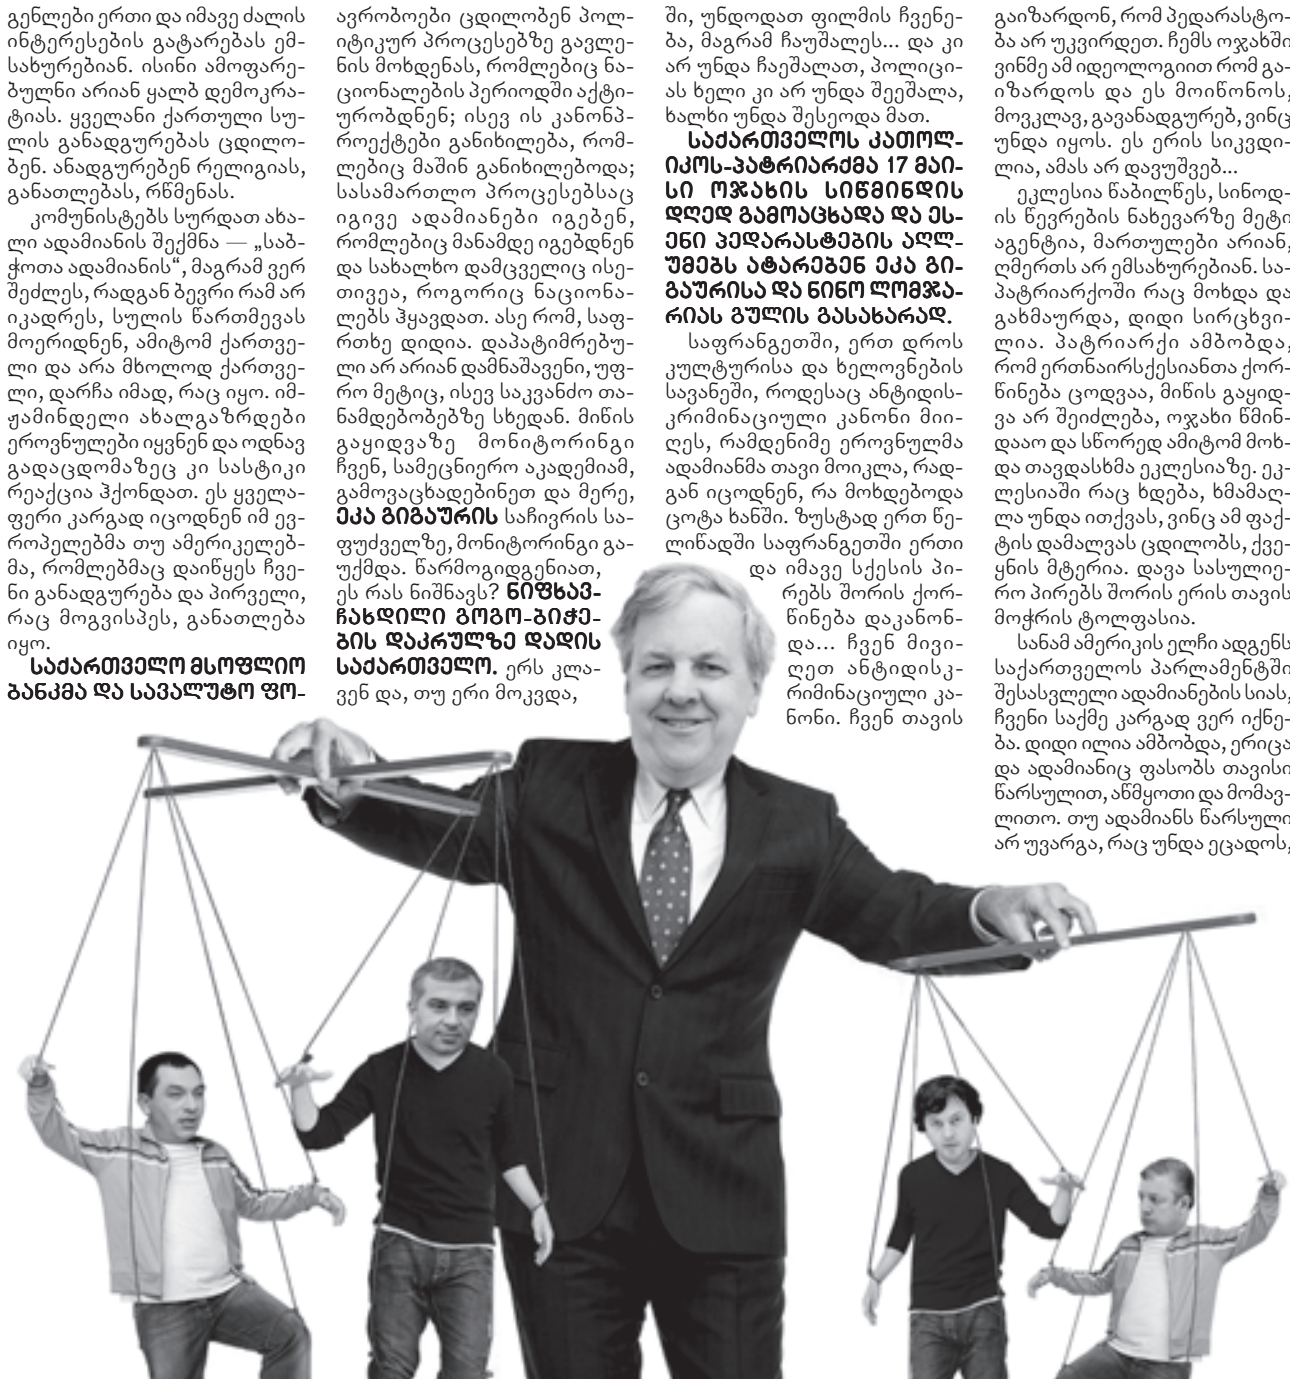 გენლები ერთი და იმავე ძალის
ინტერესების გატარებას ემ-
სახურებიან. ისინი ამოფარე-
ბულნი არიან ყალბ დემოკრა-
ტიას. ყველანი ქართული სუ-
ლის განადგურებას ცდილო-
ბენ. ანადგურებენ რელიგიას,
განათლებას, რწმენას.
კომუნისტებს სურდათ ახა-
ლი ადამიანის შექმნა — „საბ-
ჭოთა ადამიანის“, მაგრამ ვერ
შეძლეს, რადგან ბევრი რამ არ
იკადრეს, სულის წართმევას
მოერიდნენ, ამიტომ ქართვე-
ლი და არა მხოლოდ ქართვე-
ლი, დარჩა იმად, რაც იყო. იმ-
ჟამინდელი ახალგაზრდები
ეროვნულები იყვნენ და ოდნავ
გადაცდომაზეც კი სასტიკი
რეაქცია ჰქონდათ. ეს ყველა-
ფერი კარგად იცოდნენ იმ ევ-
როპელებმა თუ ამერიკელებ-
მა, რომლებმაც დაიწყეს ჩვე-
ნი განადგურება და პირველი,
რაც მოგვისპეს, განათლება
იყო.
საქართველო მსოფლიო
ბანკმა და სავალუტო ფო-
ავრობოები ცდილობენ პოლ-
იტიკურ პროცესებზე გავლე-
ნის მოხდენას, რომლებიც ნა-
ციონალების პერიოდში აქტი-
ურობდნენ; ისევ ის კანონპ-
როექტები განიხილება, რომ-
ლებიც მაშინ განიხილებოდა;
სასამართლო პროცესებსაც
იგივე ადამიანები იგებენ,
რომლებიც მანამდე იგებდნენ
და სახალხო დამცველიც ისე-
თივეა, როგორიც ნაციონა-
ლებს ჰყავდათ. ასე რომ, საფ-
რთხე დიდია. დაპატიმრებუ-
ლი არ არიან დამნაშავენი, უფ-
რო მეტიც, ისევ საკვანძო თა-
ნამდებობებზე სხედან. მიწის
გაყიდვაზე მონიტორინგი
ჩვენ, სამეცნიერო აკადემიამ,
გამოვაცხადებინეთ და მერე,
ეკა გიგაურის საჩივრის სა-
ფუძველზე, მონიტორინგი გა-
უქმდა. წარმოგიდგენიათ,
ეს რას ნიშნავს? ნიფხავ-
ჩახდილი გოგო-ბიჭე-
ბის დაკრულზე დადის
საქართველო. ერს კლა-
ვენ და, თუ ერი მოკვდა,
ში, უნდოდათ ფილმის ჩვენე-
ბა, მაგრამ ჩაუშალეს... და კი
არ უნდა ჩაეშალათ, პოლიცი-
ას ხელი კი არ უნდა შეეშალა,
ხალხი უნდა შესეოდა მათ.
საქართველოს კათოლ-
იკოს-პატრიარქმა 17 მაი-
სი ოჯახის სიწმინდის
დღედ გამოაცხადა და ეს-
ენი პედარასტების აღლ-
უმებს ატარებენ ეკა გი-
გაურისა და ნინო ლომჯა-
რიას გულის გასახარად.
საფრანგეთში, ერთ დროს
კულტურისა და ხელოვნების
სავანეში, როდესაც ანტიდის-
კრიმინაციული კანონი მიი-
ღეს, რამდენიმე ეროვნულმა
ადამიანმა თავი მოიკლა, რად-
გან იცოდნენ, რა მოხდებოდა
ცოტა ხანში. ზუსტად ერთ წე-
ლიწადში საფრანგეთში ერთი
და იმავე სქესის პი-
რებს შორის ქორ-
წინება დაკანონ-
და... ჩვენ მივი-
ღეთ ანტიდისკ-
რიმინაციული კა-
ნონი. ჩვენ თავის
გაიზარდონ, რომ პედარასტო-
ბა არ უკვირდეთ. ჩემს ოჯახში
ვინმე ამ იდეოლოგიით რომ გა-
იზარდოს და ეს მოიწონოს,
მოვკლავ, გავანადგურებ, ვინც
უნდა იყოს. ეს ერის სიკვდი-
ლია, ამას არ დავუშვებ...
ეკლესია წაბილწეს, სინოდ-
ის წევრების ნახევარზე მეტი
აგენტია, მართულები არიან,
ღმერთს არ ემსახურებიან. სა-
პატრიარქოში რაც მოხდა და
გახმაურდა, დიდი სირცხვი-
ლია. პატრიარქი ამბობდა,
რომ ერთნაირსქესიანთა ქორ-
წინება ცოდვაა, მიწის გაყიდ-
ვა არ შეიძლება, ოჯახი წმინ-
დააო და სწორედ ამიტომ მოხ-
და თავდასხმა ეკლესიაზე. ეკ-
ლესიაში რაც ხდება, ხმამაღ-
ლა უნდა ითქვას, ვინც ამ ფაქ-
ტის დამალვას ცდილობს, ქვე-
ყნის მტერია. დავა სასულიე-
რო პირებს შორის ერის თავის
მოჭრის ტოლფასია.
სანამ ამერიკის ელჩი ადგენს
საქართველოს პარლამენტში
შესასვლელი ადამიანების სიას,
ჩვენი საქმე კარგად ვერ იქნე-
ბა. დიდი ილია ამბობდა, ერიცა
და ადამიანიც ფასობს თავისი
წარსულით, აწმყოთი და მომავ-
ლითო. თუ ადამიანს წარსული
არ უვარგა, რაც უნდა ეცადოს,